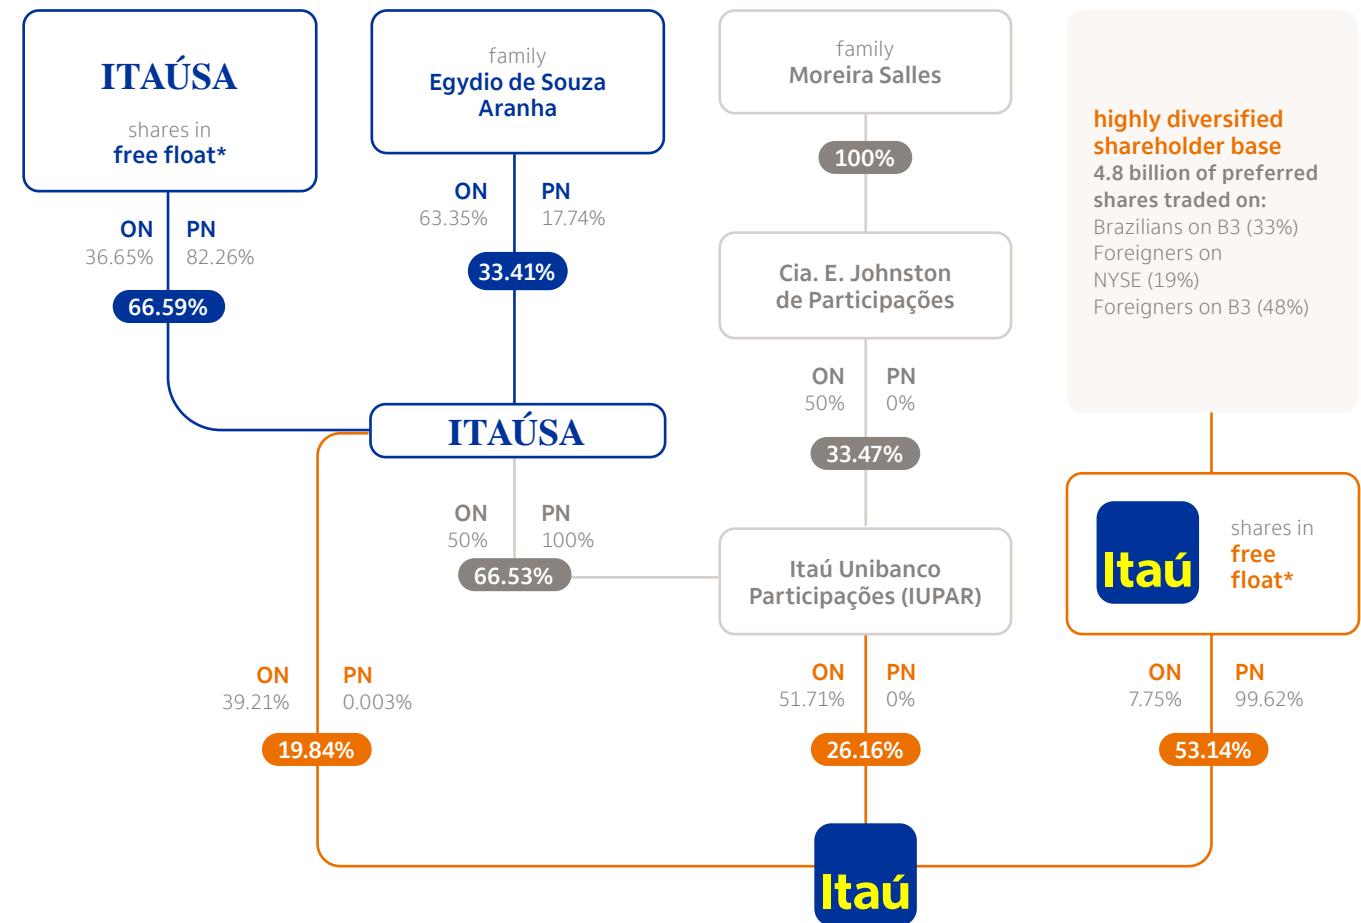 ITAÚSA
shares in
free float*
ON PN
36.65% 82.26%
66.59%
family
Egydio de Souza
Aranha
ON PN
63.35% 17.74%
33.41%
family
Moreira Salles
100%
Cia. E. Johnston
de Participações
ON PN
50% 0%
33.47%
highly diversified
shareholder base
4.8 billion of preferred
shares traded on:
Brazilians on B3 (33%)
Foreigners on
NYSE (19%)
Foreigners on B3 (48%)
ITAÚSA
ON PN
50% 100%
66.53%
Itaú Unibanco
Participações (IUPAR)
Itaú
shares in
free
float*
ON PN
39.21% 0.003%
19.84%
ON PN
51.71% 0%
26.16%
ON PN
7.75% 99.62%
53.14%
Itaú